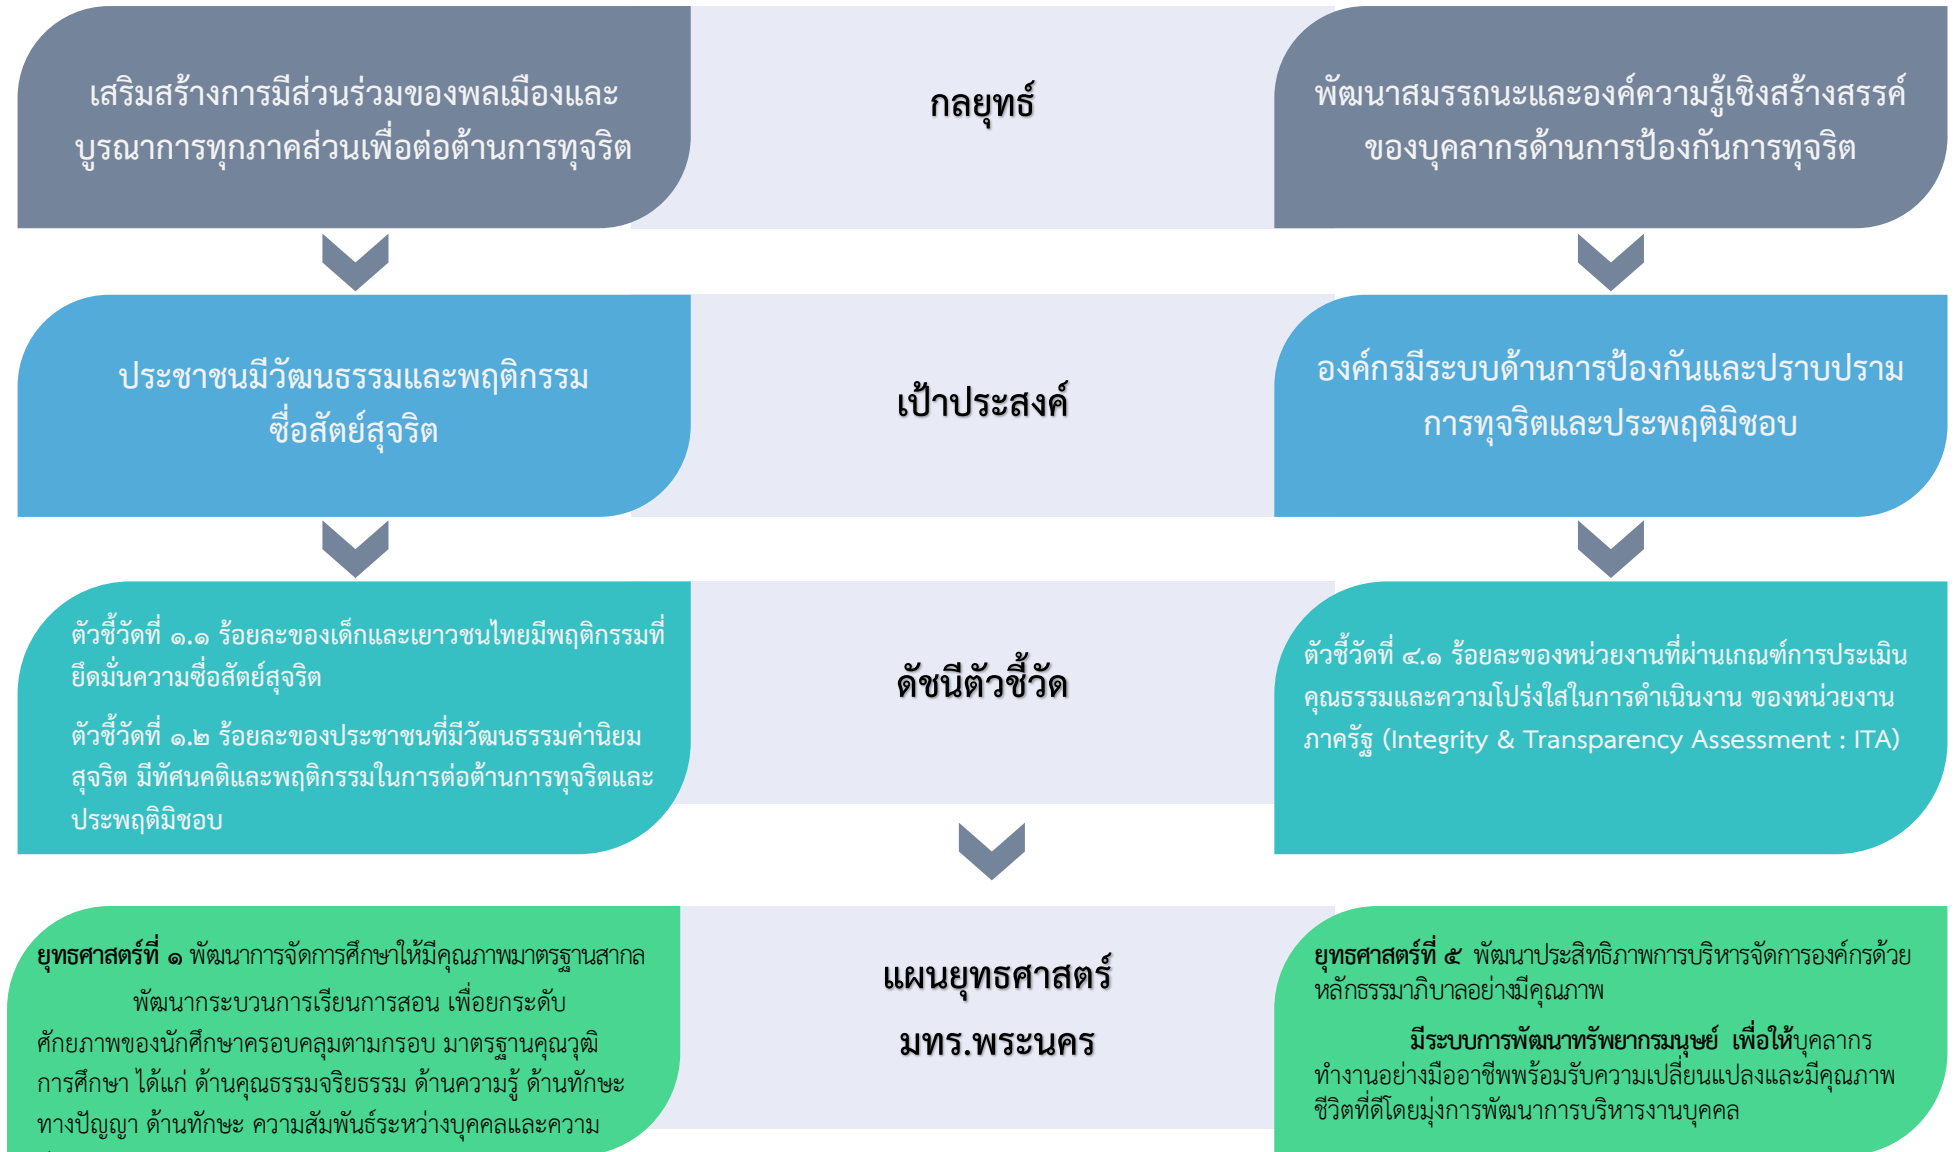 เสริมสร้างการมีส่วนร่วมของพลเมืองและ
บูรณาการทุกภาคส่วนเพื่อต่อต้านการทุจริต
กลยุทธ์
พัฒนาสมรรถนะและองค์ความรู้เชิงสร้างสรรค์
ของบุคลากรด้านการป้องกันการทุจริต
ประชาชนมีวัฒนธรรมและพฤติกรรม
ซื่อสัตย์สุจริต
เป้าประสงค์
องค์กรมีระบบด้านการป้องกันและปราบปราม
การทุจริตและประพฤติมิชอบ
ตัวชี้วัดที่ ๑.๑ ร้อยละของเด็กและเยาวชนไทยมีพฤติกรรมที่
ยึดมั่นความซื่อสัตย์สุจริต
ตัวชี้วัดที่ ๑.๒ ร้อยละของประชาชนที่มีวัฒนธรรมค่านิยม
สุจริต มีทัศนคติและพฤติกรรมในการต่อต้านการทุจริตและ
ประพฤติมิชอบ
ดัชนีตัวชี้วัด
ตัวชี้วัดที่ ๔.๑ ร้อยละของหน่วยงานที่ผ่านเกณฑ์การประเมิน
คุณธรรมและความโปร่งใสในการดำเนินงาน ของหน่วยงาน
ภาครัฐ (Integrity & Transparency Assessment : ITA)
ยุทธศาสตร์ที่ ๑ พัฒนาการจัดการศึกษาให้มีคุณภาพมาตรฐานสากล
พัฒนากระบวนการเรียนการสอน เพื่อยกระดับ
ศักยภาพของนักศึกษาครอบคลุมตามกรอบ มาตรฐานคุณวุฒิ
การศึกษา ได้แก่ ด้านคุณธรรมจริยธรรม ด้านความรู้ ด้านทักษะ
ทางปัญญา ด้านทักษะ ความสัมพันธ์ระหว่างบุคคลและความ
แผนยุทธศาสตร์
มทร.พระนคร
ยุทธศาสตร์ที่ ๕ พัฒนาประสิทธิภาพการบริหารจัดการองค์กรด้วย
หลักธรรมาภิบาลอย่างมีคุณภาพ
มีระบบการพัฒนาทรัพยากรมนุษย์ เพื่อให้บุคลากร
ทำงานอย่างมืออาชีพพร้อมรับความเปลี่ยนแปลงและมีคุณภาพ
ชีวิตที่ดีโดยมุ่งการพัฒนาการบริหารงานบุคคล